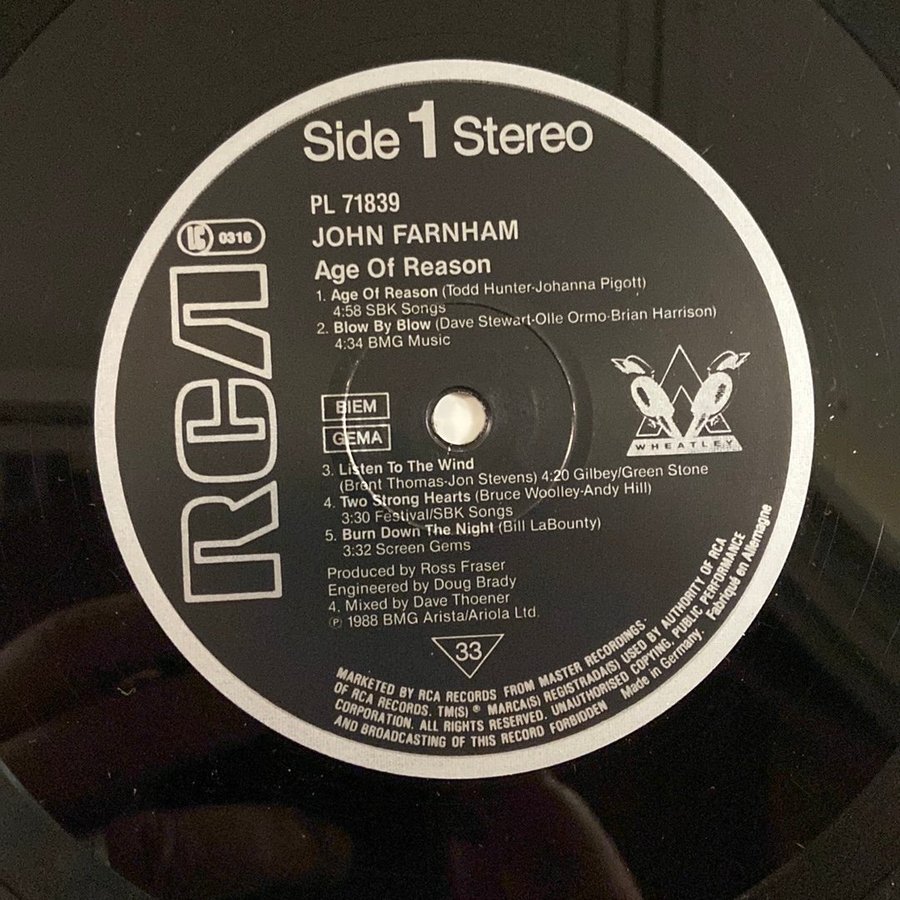 Side 1 Stereo
PL 71839
LC 0316
JOHN FARNHAM
Age Of Reason
1. Age Of Reason (Todd Hunter-Johanna Pigott)
4:58 SBK Songs
2. Blow By Blow (Dave Stewart-Olle Ormo-Brian Harrison)
4:34 BMG Music
RCA
BIEM
GEMA
WHEATLEY
3. Listen To The Wind
(Brent Thomas-Jon Stevens) 4:20 Gilbey/Green Stone
4. Two Strong Hearts (Bruce Woolley-Andy Hill)
3:30 Festival/SBK Songs
5. Burn Down The Night (Bill LaBounty)
3:32 Screen Gems
Produced by Ross Fraser
Engineered by Doug Brady
4. Mixed by Dave Thoener
℗ 1988 BMG Arista/Ariola Ltd.
33
MARKETED BY RCA RECORDS FROM MASTER RECORDINGS.
OF RCA RECORDS. TM(S) ® MARCA(S) REGISTRADA(S) USED BY AUTHORITY OF RCA
CORPORATION. ALL RIGHTS RESERVED. UNAUTHORISED COPYING, PUBLIC PERFORMANCE
AND BROADCASTING OF THIS RECORD FORBIDDEN Made in Germany. Fabriqué en Allemagne